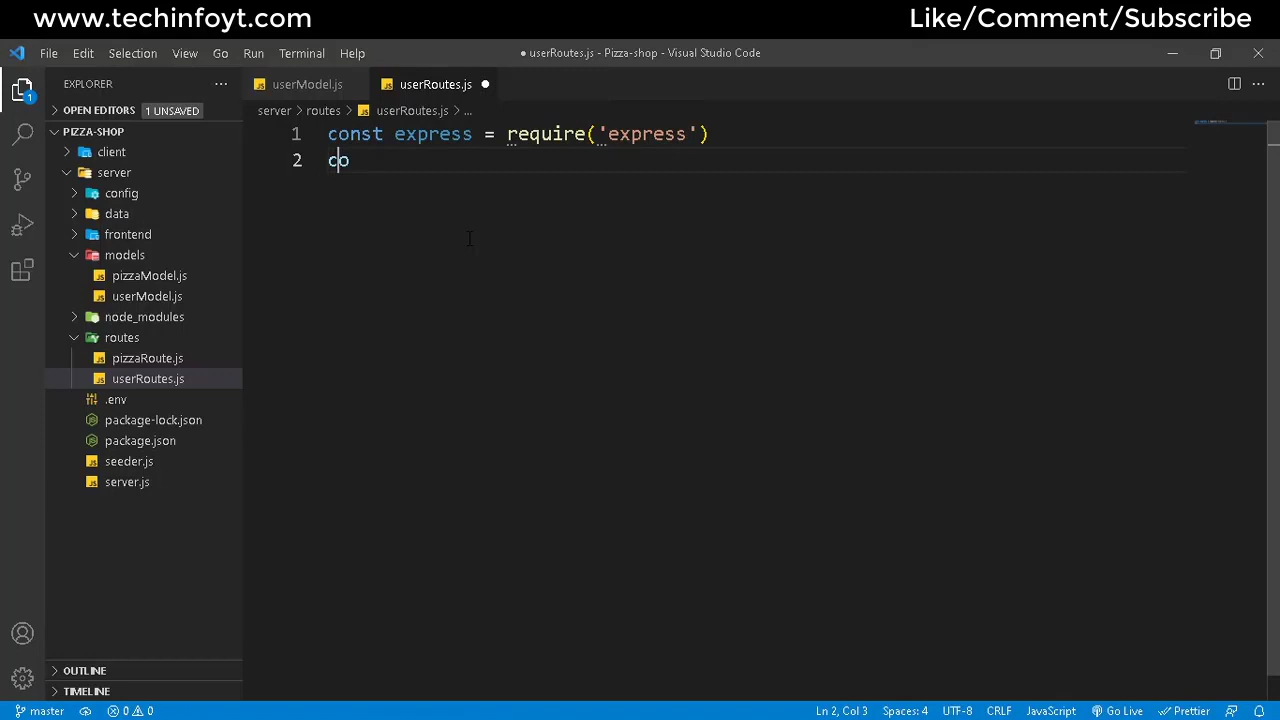 www.techinfoyt.com
Like/Comment/Subscribe
File Edit Selection View Go Run Terminal Help
● userRoutes.js - Pizza-shop - Visual Studio Code
EXPLORER
userModel.js
userRoutes.js
OPEN EDITORS 1 UNSAVED
server > routes > userRoutes.js > ...
PIZZA-SHOP
client
server
config
data
frontend
models
pizzaModel.js
userModel.js
node_modules
routes
pizzaRoute.js
userRoutes.js
.env
package-lock.json
package.json
seeder.js
server.js
1 const express = require('express')
2 co
1
OUTLINE
TIMELINE
master 0 0 Ln 2, Col 3 Spaces: 4 UTF-8 CRLF JavaScript Go Live Prettier